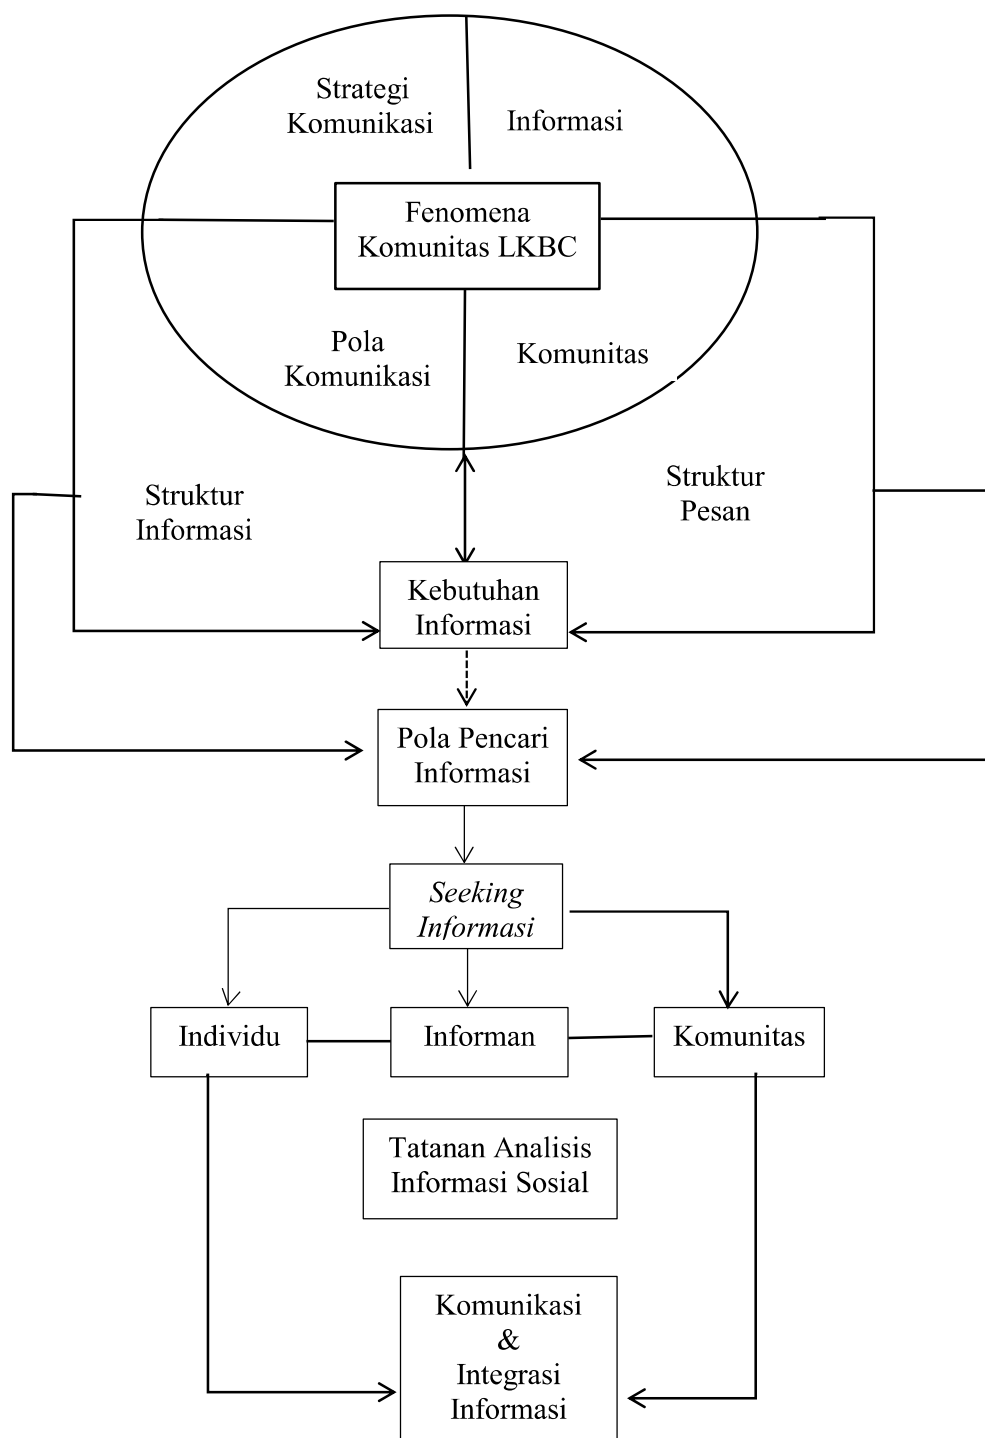 Strategi
Komunikasi
Informasi
Fenomena
Komunitas LKBC
Pola
Komunikasi
Komunitas
Struktur
Informasi
Struktur
Pesan
Kebutuhan
Informasi
Pola Pencari
Informasi
Seeking
Informasi
Individu
Informan
Komunitas
Tatanan Analisis
Informasi Sosial
Komunikasi
&
Integrasi
Informasi